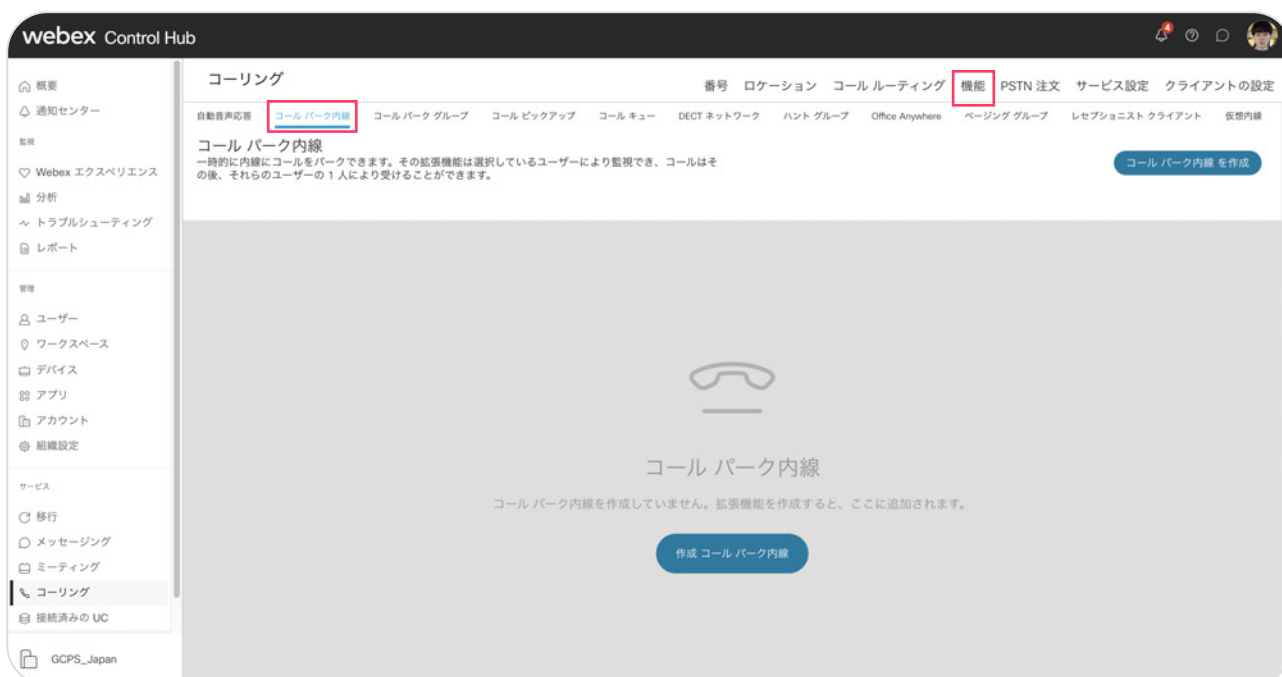 webex Control Hub
4
概要
通知センター
監視
Webex エクスペリエンス
分析
トラブルシューティング
レポート
管理
ユーザー
ワークスペース
デバイス
アプリ
アカウント
組織設定
サービス
移行
メッセージング
ミーティング
コーリング
接続済みの UC
GCPS_Japan
コーリング
番号 ロケーション コール ルーティング 機能 PSTN 注文 サービス設定 クライアントの設定
自動音声応答 コール パーク内線 コール パーク グループ コール ピックアップ コール キュー DECT ネットワーク ハント グループ Office Anywhere ページング グループ レセプショニスト クライアント 仮想内線
コール パーク内線
一時的に内線にコールをパークできます。その拡張機能は選択しているユーザーにより監視でき、コールはそ
の後、それらのユーザーの 1 人により受けることができます。
コール パーク内線 を作成
コール パーク内線
コール パーク内線を作成していません。拡張機能を作成すると、ここに追加されます。
作成 コール パーク内線